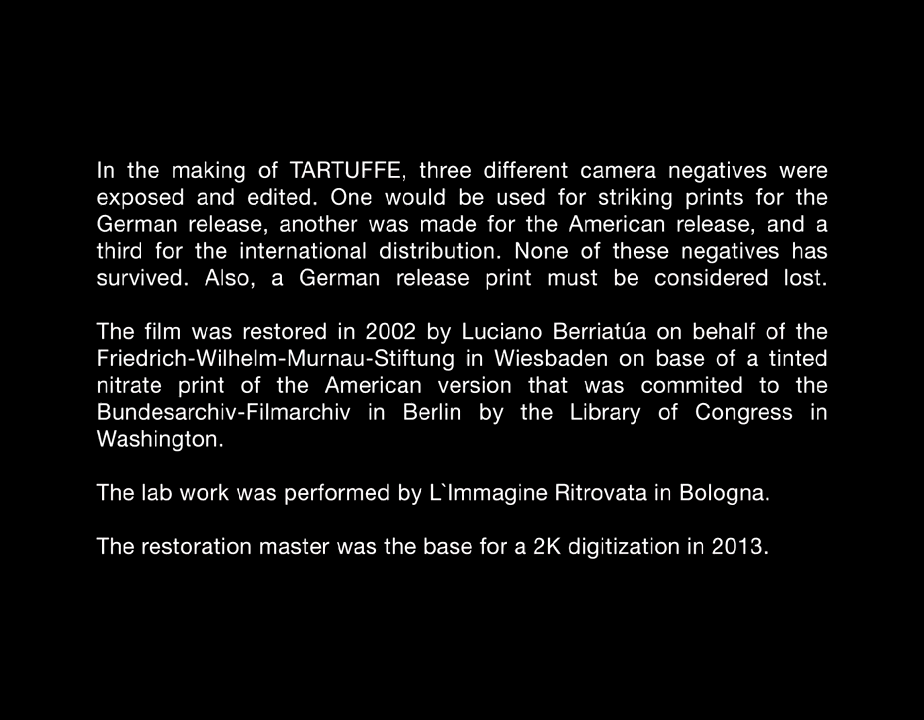 In the making of TARTUFFE, three different camera negatives were
exposed and edited. One would be used for striking prints for the
German release, another was made for the American release, and a
third for the international distribution. None of these negatives has
survived. Also, a German release print must be considered lost.
The film was restored in 2002 by Luciano Berriatúa on behalf of the
Friedrich-Wilhelm-Murnau-Stiftung in Wiesbaden on base of a tinted
nitrate print of the American version that was commited to the
Bundesarchiv-Filmarchiv in Berlin by the Library of Congress in
Washington.
The lab work was performed by L`Immagine Ritrovata in Bologna.
The restoration master was the base for a 2K digitization in 2013.